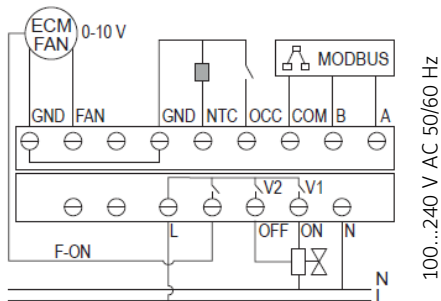 ECM
FAN
0-10 V
MODBUS
GND FAN GND NTC OCC COM B A
V2 V1
L OFF ON N
F-ON
N
L
100...240 V AC 50/60 Hz